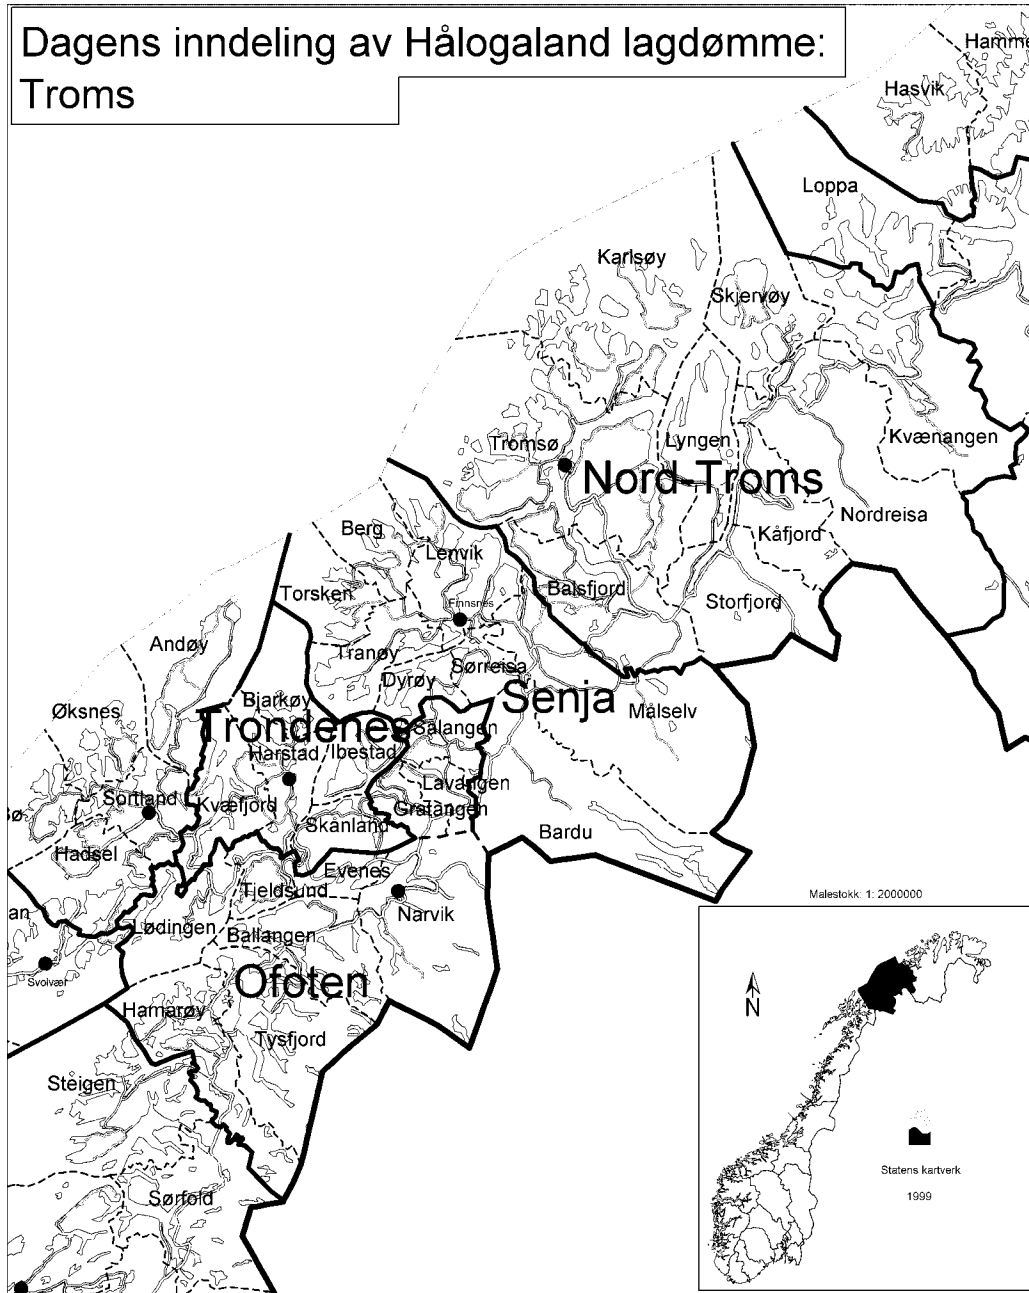 Dagens inndeling av Hålogaland lagdømme:
Troms
Hasvik
Loppa
Karlsøy
Skjervøy
Tromsø
Lyngen
Kvænangen
Nord-Troms
Nordreisa
Kåfjord
Berg
Lenvik
Torsken
Finnsnes
Balsfjord
Storfjord
Andøy
Tranøy
Sørreisa
Dyrøy
Senja
Målselv
Øksnes
Bjarkøy
Trondenes
Salangen
Harstad
Ibestad
Lavangen
Sortland
Kvæfjord
Gratangen
Skånland
Bardu
Hadsel
Evenes
Tjeldsund
Narvik
Lødingen
Ballangen
Svolvær
Ofoten
Hamarøy
Tysfjord
Steigen
Sørfold
Målestokk: 1: 2000000
N
Statens kartverk
1999